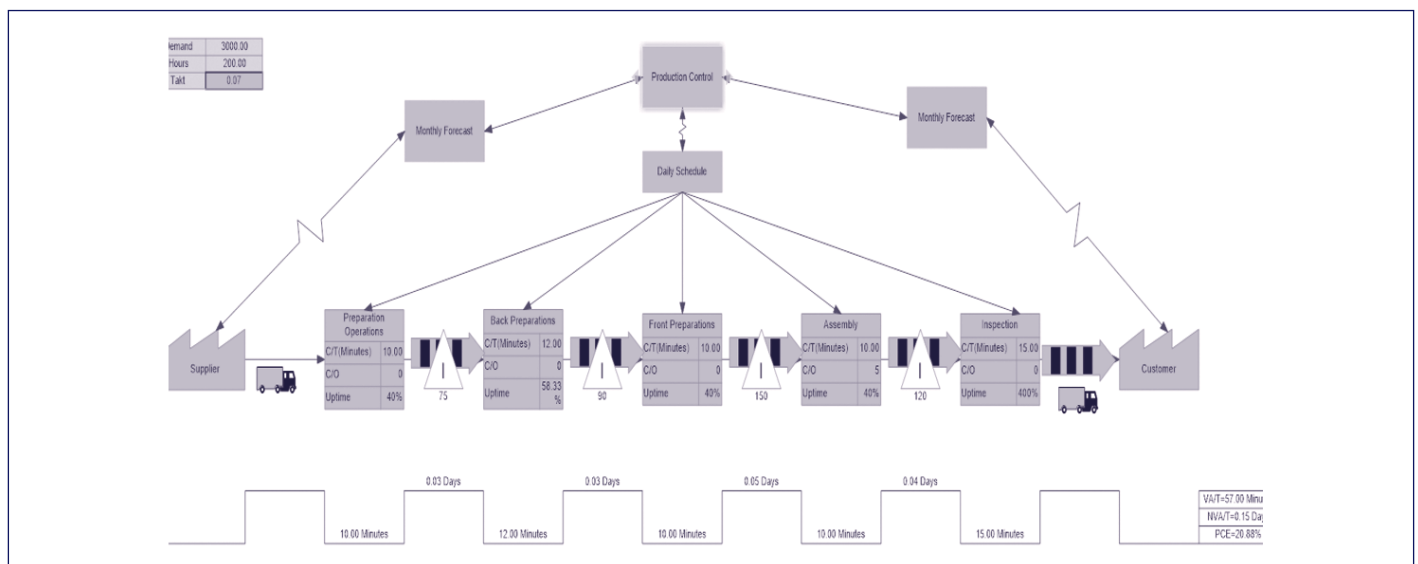 emand 3000.00
Hours 200.00
Takt 0.07
Production Control
Monthly Forecast
Monthly Forecast
Daily Schedule
Supplier
Preparation
Operations
C/T(Minutes) 10.00
C/O 0
Uptime 40%
75
Back Preparations
C/T(Minutes) 12.00
C/O 0
Uptime 58.33
%
90
Front Preparations
C/T(Minutes) 10.00
C/O 0
Uptime 40%
150
Assembly
C/T(Minutes) 10.00
C/O 5
Uptime 40%
120
Inspection
C/T(Minutes) 15.00
C/O 0
Uptime 400%
Customer
0.03 Days
0.03 Days
0.05 Days
0.04 Days
10.00 Minutes
12.00 Minutes
10.00 Minutes
10.00 Minutes
15.00 Minutes
VA/T=57.00 Minu
NVA/T=0.15 Day
PCE=20.88%